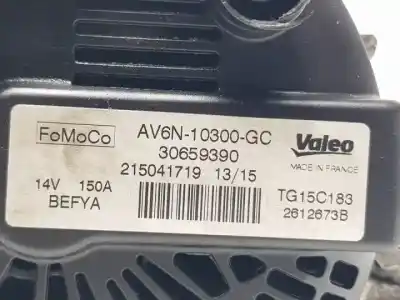 FoMoCo AV6N-10300-GC Valeo
30659390 MADE IN FRANCE
215041719 13/15
14V 150A TG15C183
BEFYA 2612673B